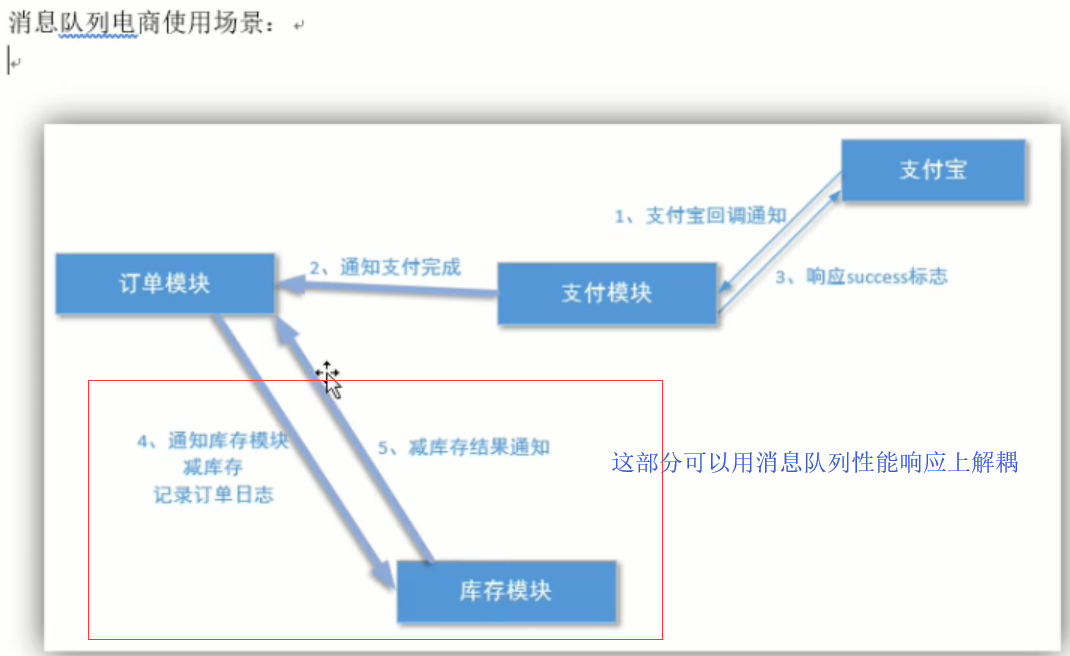 消息队列电商使用场景：
支付宝
1、支付宝回调通知
2、通知支付完成
订单模块
支付模块
3、响应success标志
4、通知库存模块
减库存
记录订单日志
5、减库存结果通知
这部分可以用消息队列性能响应上解耦
库存模块